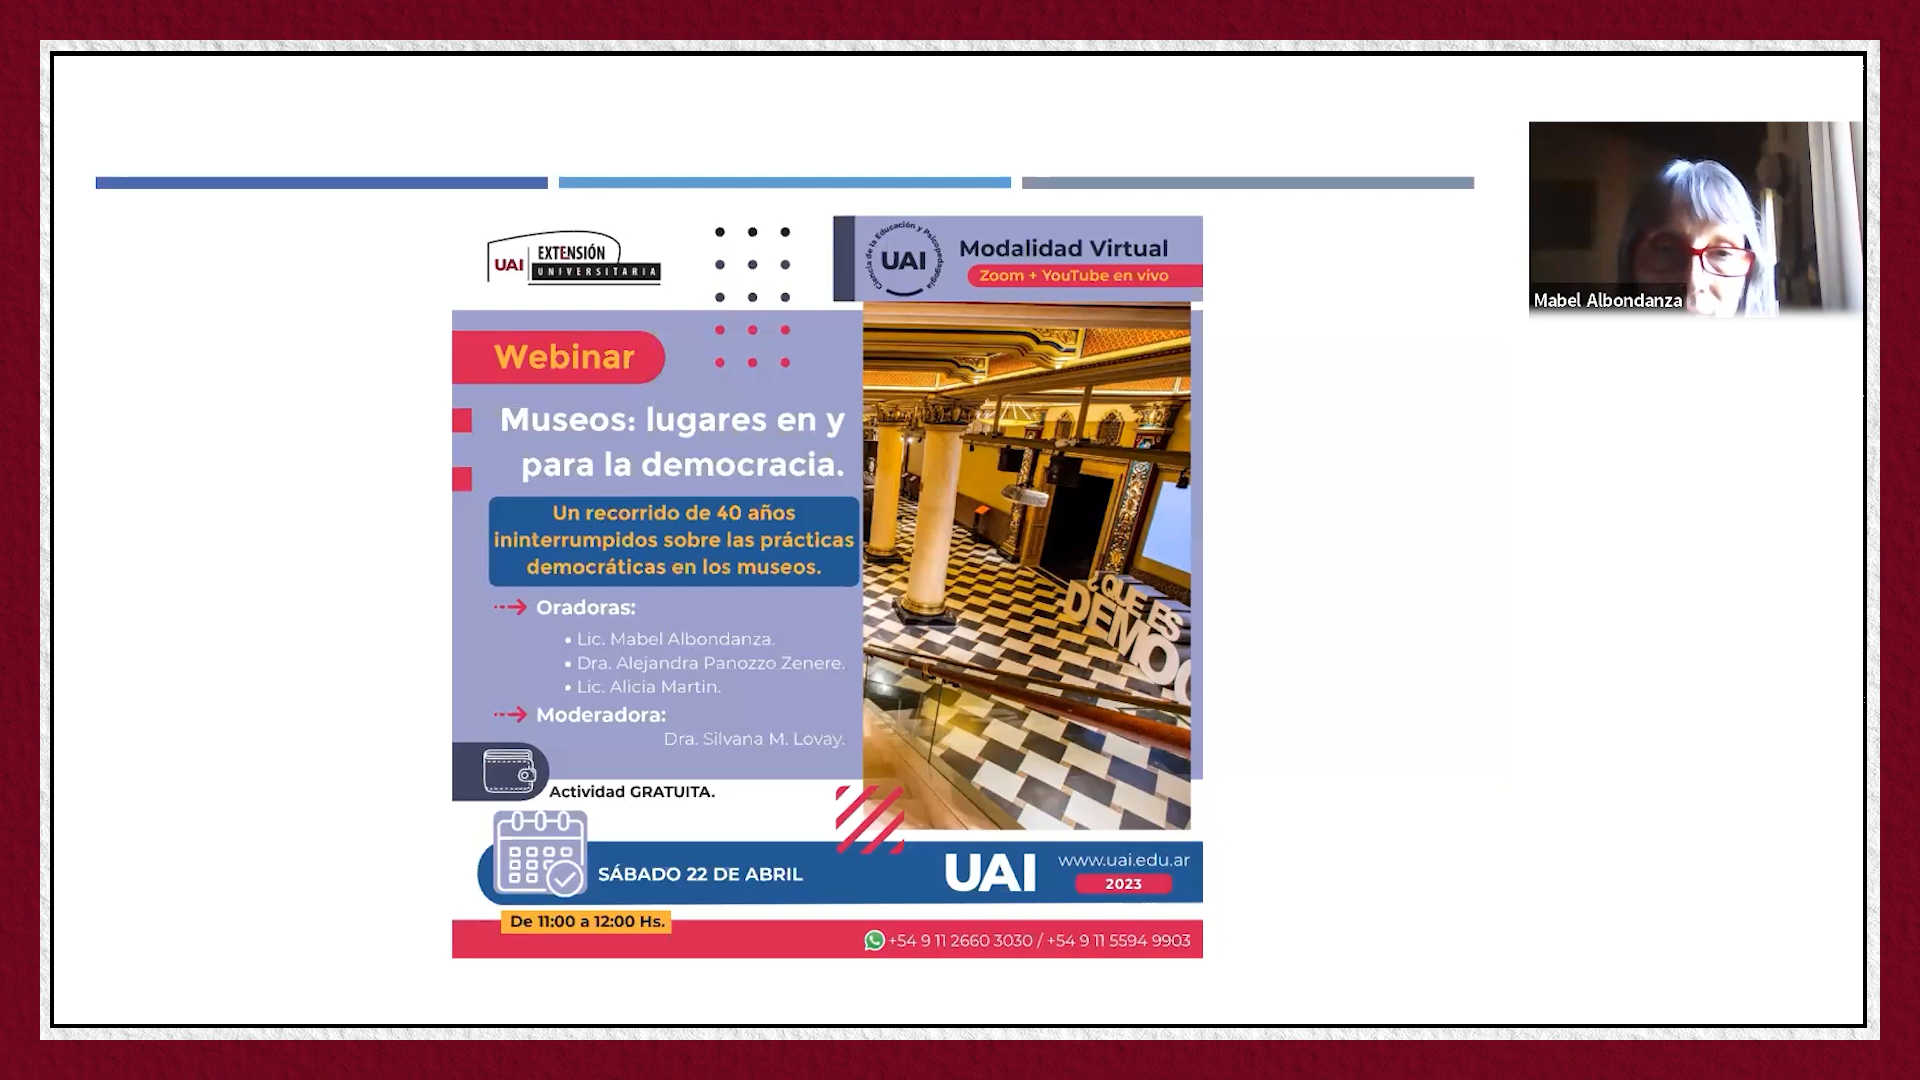 UAI EXTENSIÓN
UNIVERSITARIA
Ciencia de la Educación y Psicopedagogía
UAI
Modalidad Virtual
Zoom + YouTube en vivo
Webinar
Museos: lugares en y
para la democracia.
Un recorrido de 40 años
ininterrumpidos sobre las prácticas
democráticas en los museos.
Oradoras:
• Lic. Mabel Albondanza.
• Dra. Alejandra Panozzo Zenere.
• Lic. Alicia Martin.
Moderadora:
Dra. Silvana M. Lovay.
¿QUE ES
DEMOC
Actividad GRATUITA.
SÁBADO 22 DE ABRIL
De 11:00 a 12:00 Hs.
UAI
www.uai.edu.ar
2023
+54 9 11 2660 3030 / +54 9 11 5594 9903
Mabel Albondanza